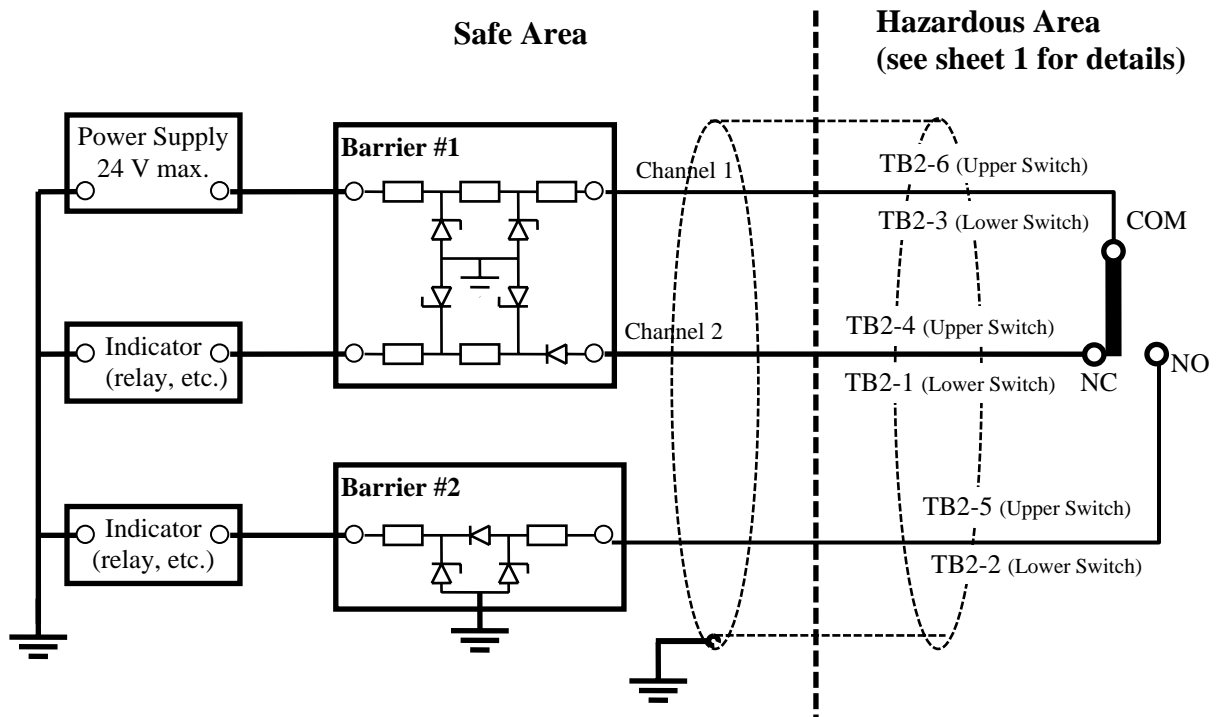 Safe Area
Hazardous Area
(see sheet 1 for details)
Power Supply
24 V max.
Barrier #1
Channel 1
TB2-6 (Upper Switch)
TB2-3 (Lower Switch)
COM
Indicator
(relay, etc.)
Channel 2
TB2-4 (Upper Switch)
TB2-1 (Lower Switch)
NC
NO
Barrier #2
Indicator
(relay, etc.)
TB2-5 (Upper Switch)
TB2-2 (Lower Switch)